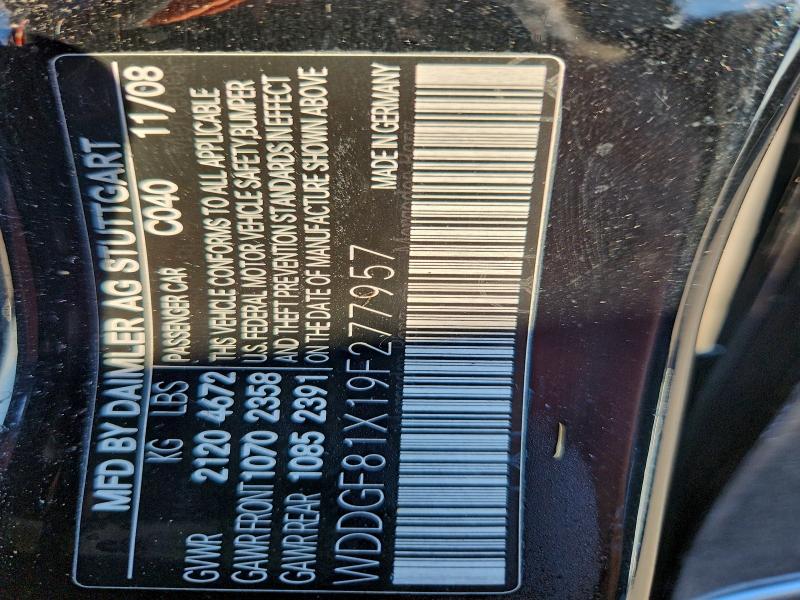 MFD BY DAIMLER AG STUTTGART
KG LBS PASSENGER CAR C040 11/08
GVWR 2120 4672 THIS VEHICLE CONFORMS TO ALL APPLICABLE
GAWR FRONT 1070 2358 U.S. FEDERAL MOTOR VEHICLE SAFETY,BUMPER
GAWR REAR 1085 2391 AND THEFT PREVENTION STANDARDS IN EFFECT
ON THE DATE OF MANUFACTURE SHOWN ABOVE
WDDGF81X19F277957 MADE IN GERMANY